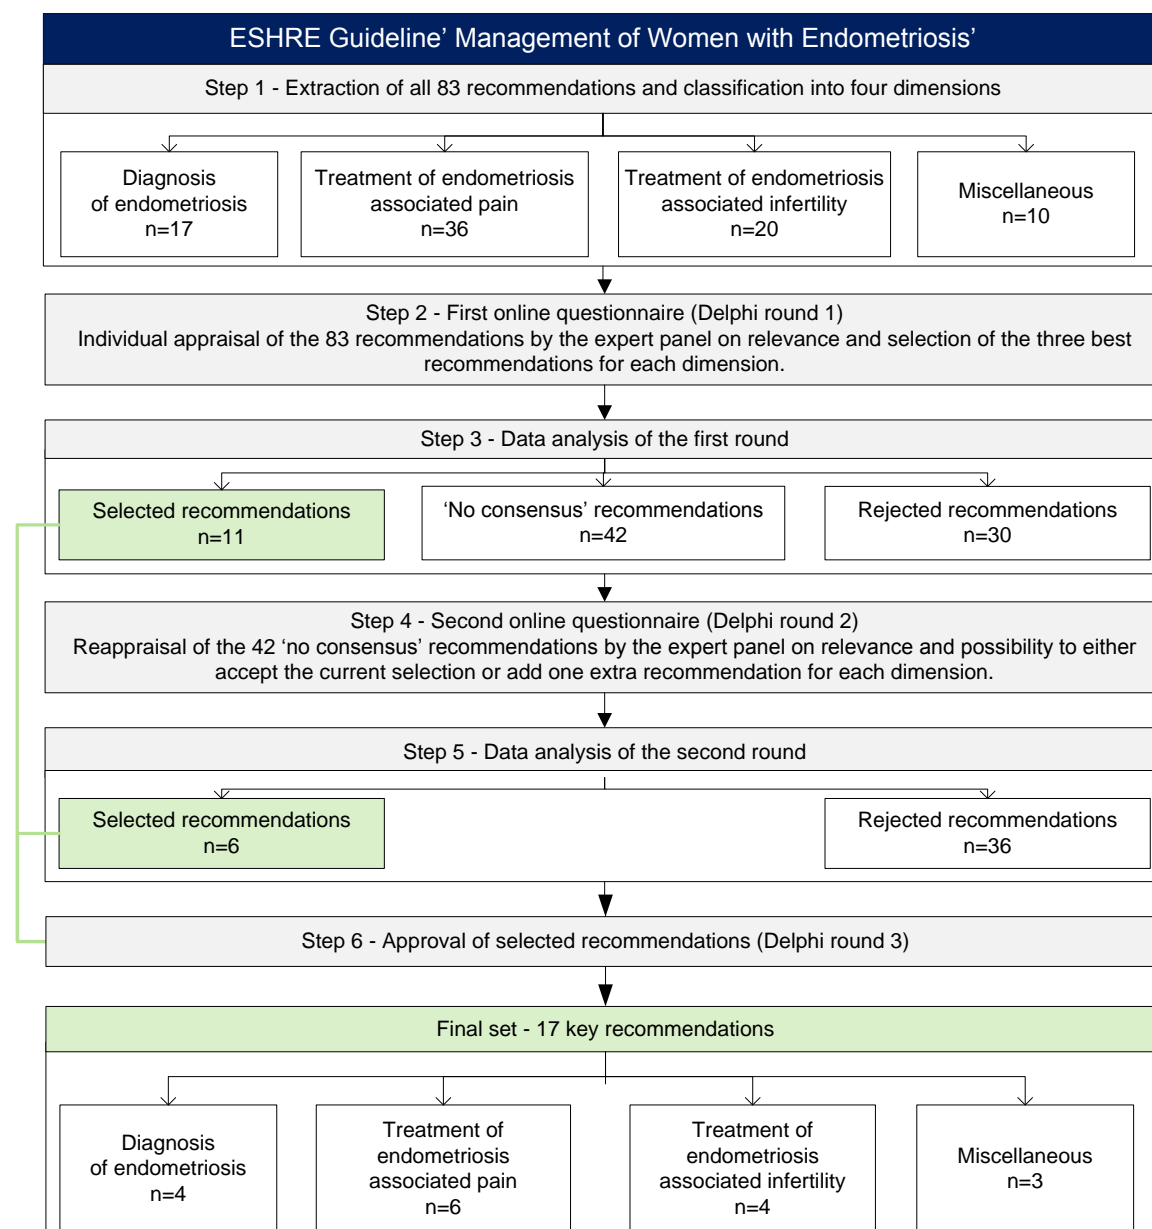 ESHRE Guideline’ Management of Women with Endometriosis’
Step 1 - Extraction of all 83 recommendations and classification into four dimensions
Diagnosis
of endometriosis
n=17
Treatment of endometriosis
associated pain
n=36
Treatment of endometriosis
associated infertility
n=20
Miscellaneous
n=10
Step 2 - First online questionnaire (Delphi round 1)
Individual appraisal of the 83 recommendations by the expert panel on relevance and selection of the three best
recommendations for each dimension.
Step 3 - Data analysis of the first round
Selected recommendations
n=11
‘No consensus’ recommendations
n=42
Rejected recommendations
n=30
Step 4 - Second online questionnaire (Delphi round 2)
Reappraisal of the 42 ‘no consensus’ recommendations by the expert panel on relevance and possibility to either
accept the current selection or add one extra recommendation for each dimension.
Step 5 - Data analysis of the second round
Selected recommendations
n=6
Rejected recommendations
n=36
Step 6 - Approval of selected recommendations (Delphi round 3)
Final set - 17 key recommendations
Diagnosis
of endometriosis
n=4
Treatment of
endometriosis
associated pain
n=6
Treatment of
endometriosis
associated infertility
n=4
Miscellaneous
n=3